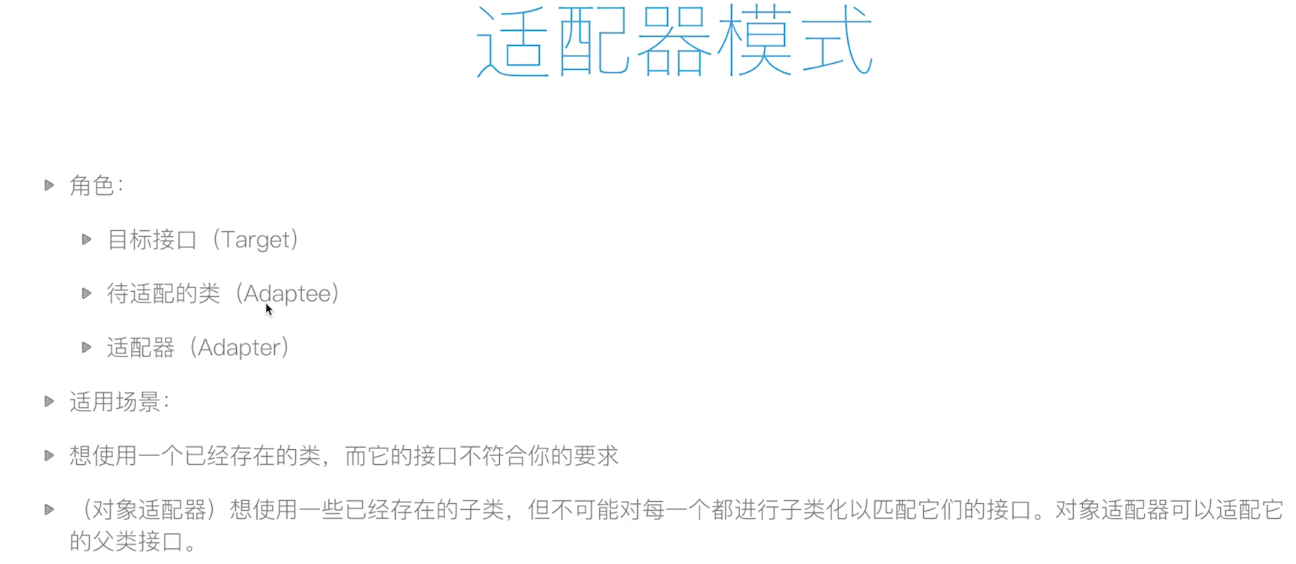 适配器模式
角色：
目标接口（Target）
待适配的类（Adaptee）
适配器（Adapter）
适用场景：
想使用一个已经存在的类，而它的接口不符合你的要求
（对象适配器）想使用一些已经存在的子类，但不可能对每一个都进行子类化以匹配它们的接口。对象适配器可以适配它
的父类接口。